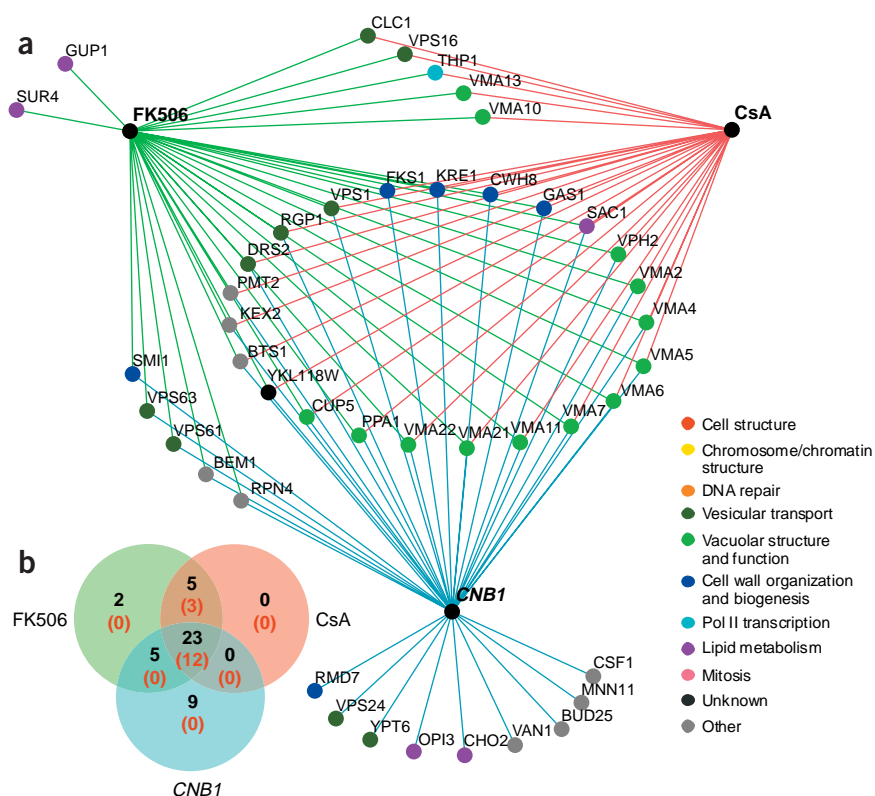 a
CLC1
VPS16
THP1
VMA13
VMA10
GUP1
SUR4
FK506
CsA
FKS1
KRE1
CWH8
GAS1
SAC1
VPS1
RGP1
DRS2
PMT2
KEX2
BTS1
YKL118W
VPH2
VMA2
VMA4
VMA5
VMA6
CUP5
PPA1
VMA22
VMA21
VMA11
VMA7
SMI1
VPS63
VPS61
BEM1
RPN4
Cell structure
Chromosome/chromatin
structure
DNA repair
Vesicular transport
Vacuolar structure
and function
Cell wall organization
and biogenesis
Pol II transcription
Lipid metabolism
Mitosis
Unknown
Other
b
FK506
CsA
CNB1
2
(0)
5
(3)
0
(0)
23
(12)
5
(0)
0
(0)
9
(0)
CNB1
RMD7
VPS24
YPT6
OPI3
CHO2
VAN1
BUD25
MNN11
CSF1